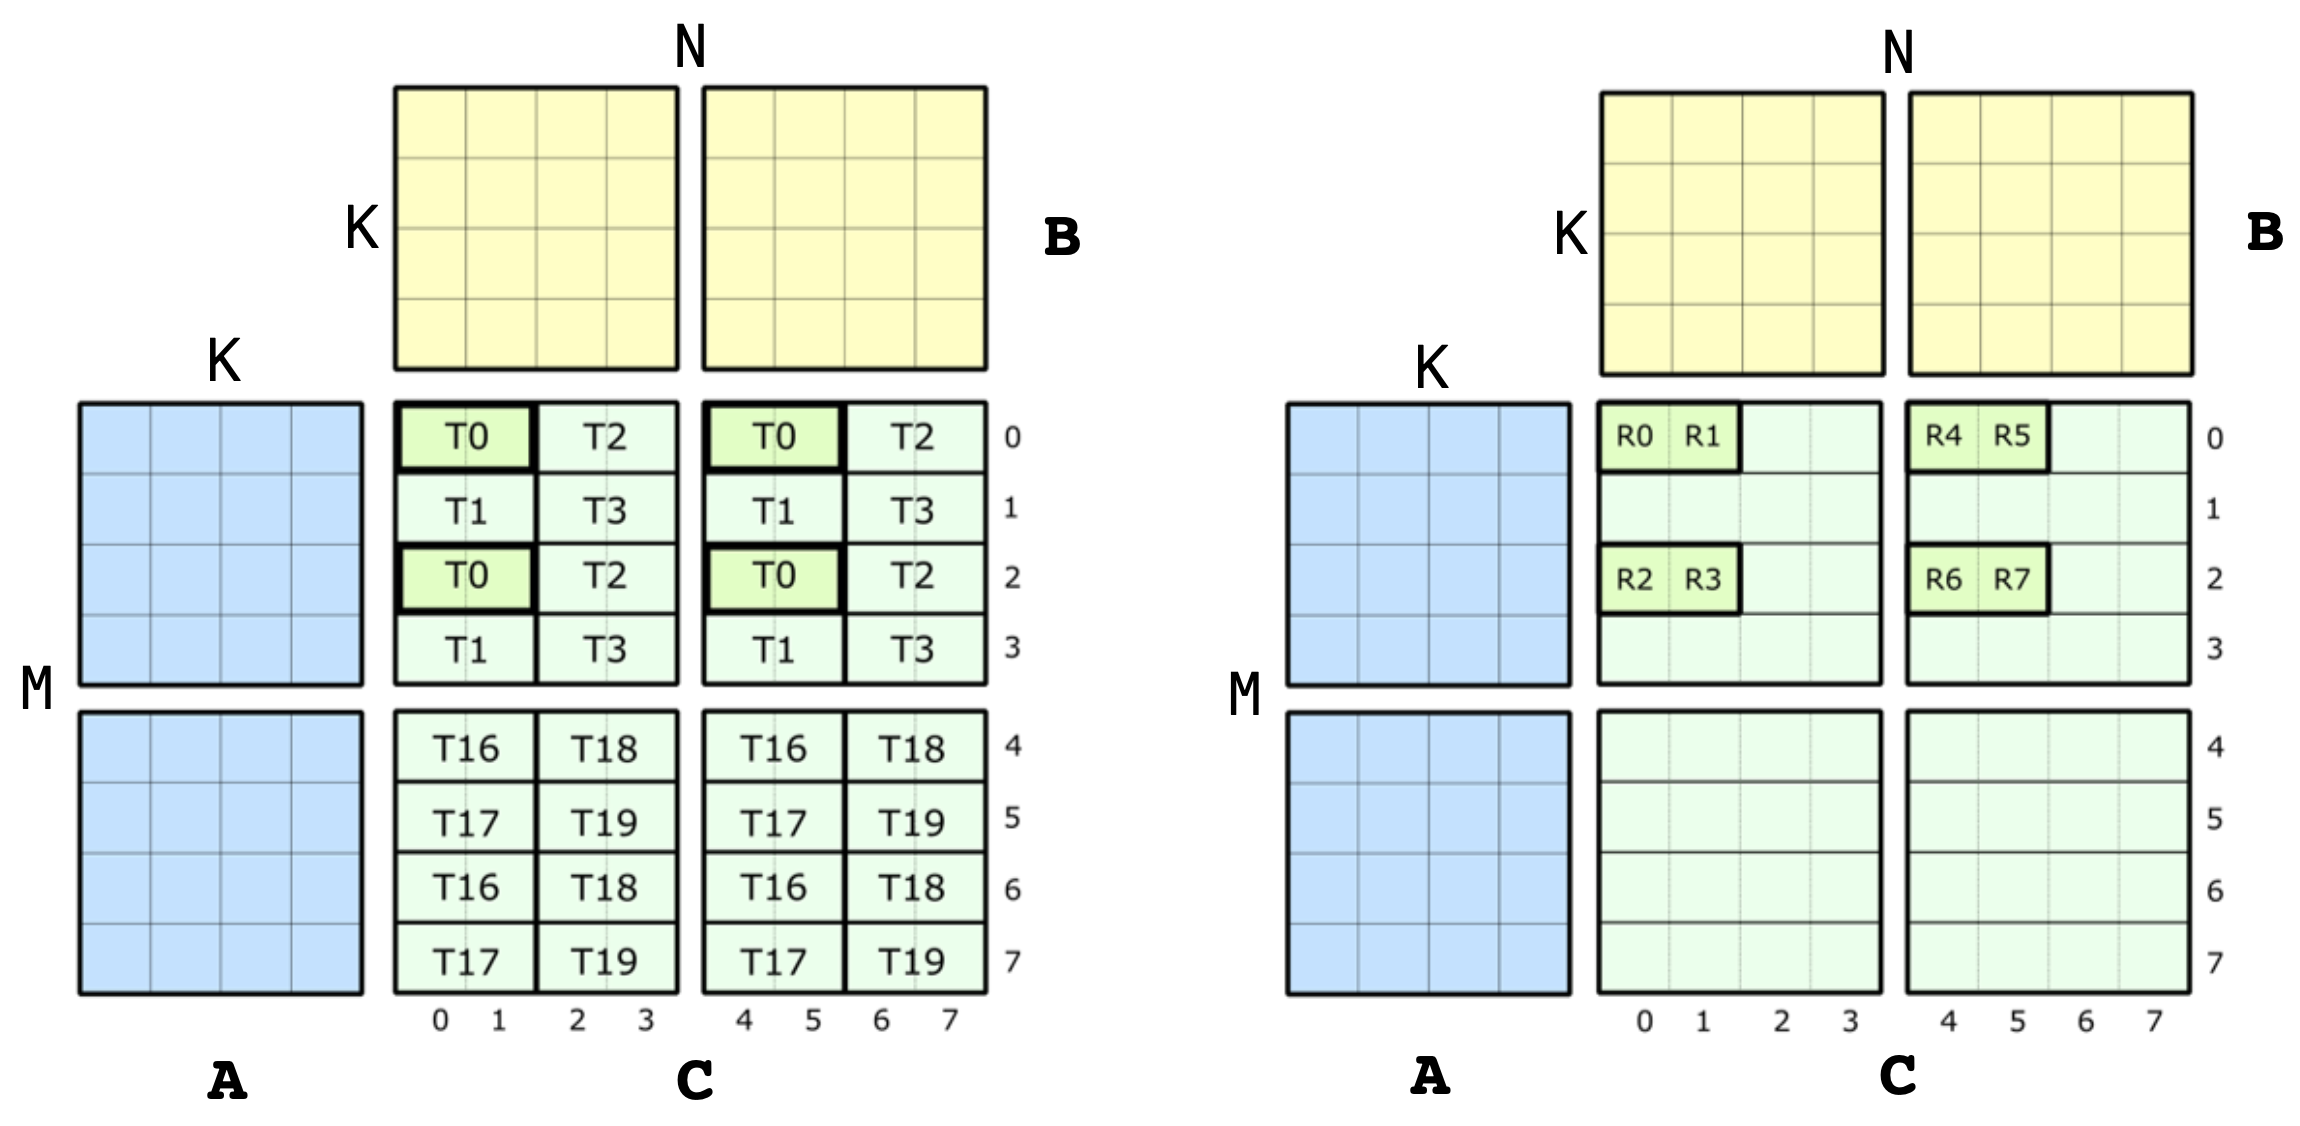 N
K
B
K
M
T0 T2 T0 T2 0
T1 T3 T1 T3 1
T0 T2 T0 T2 2
T1 T3 T1 T3 3
T16 T18 T16 T18 4
T17 T19 T17 T19 5
T16 T18 T16 T18 6
T17 T19 T17 T19 7
0 1 2 3 4 5 6 7
A C
N
K
B
K
M
R0 R1 R4 R5 0
1
R2 R3 R6 R7 2
3
4
5
6
7
0 1 2 3 4 5 6 7
A C